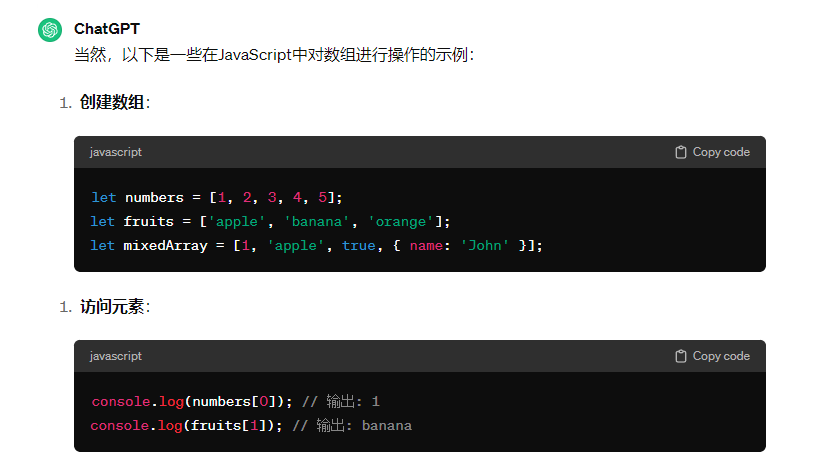 ChatGPT
当然，以下是一些在JavaScript中对数组进行操作的示例：
1. 创建数组：
javascript
Copy code
let numbers = [1, 2, 3, 4, 5];
let fruits = ['apple', 'banana', 'orange'];
let mixedArray = [1, 'apple', true, { name: 'John' }];
1. 访问元素：
javascript
Copy code
console.log(numbers[0]); // 输出: 1
console.log(fruits[1]); // 输出: banana